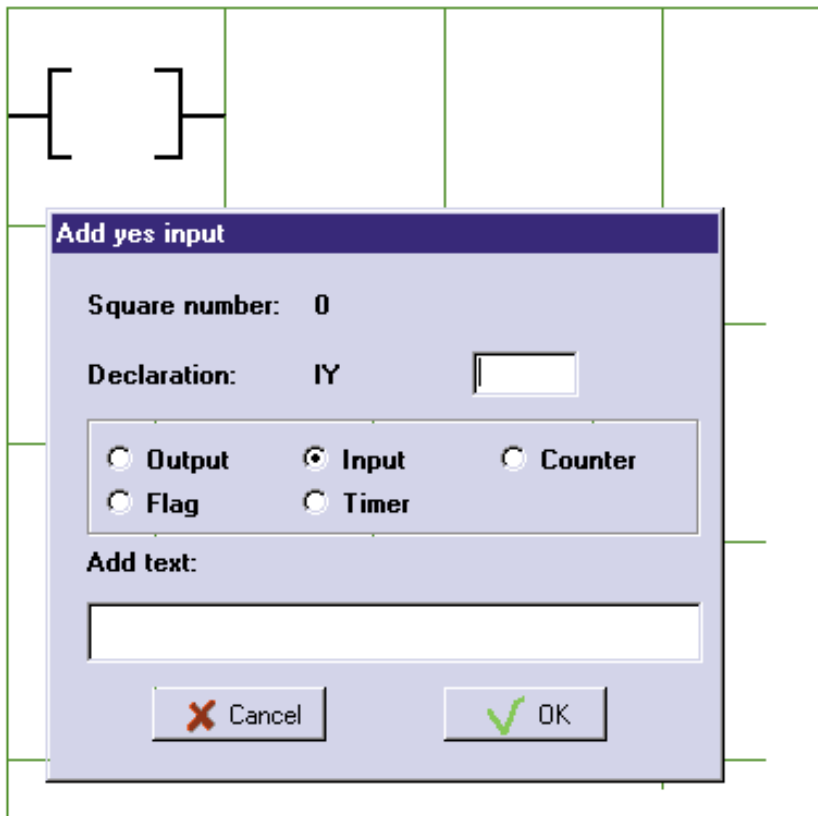 Add yes input
Square number: 0
Declaration: IY
Output Input Counter
Flag Timer
Add text:
Cancel OK